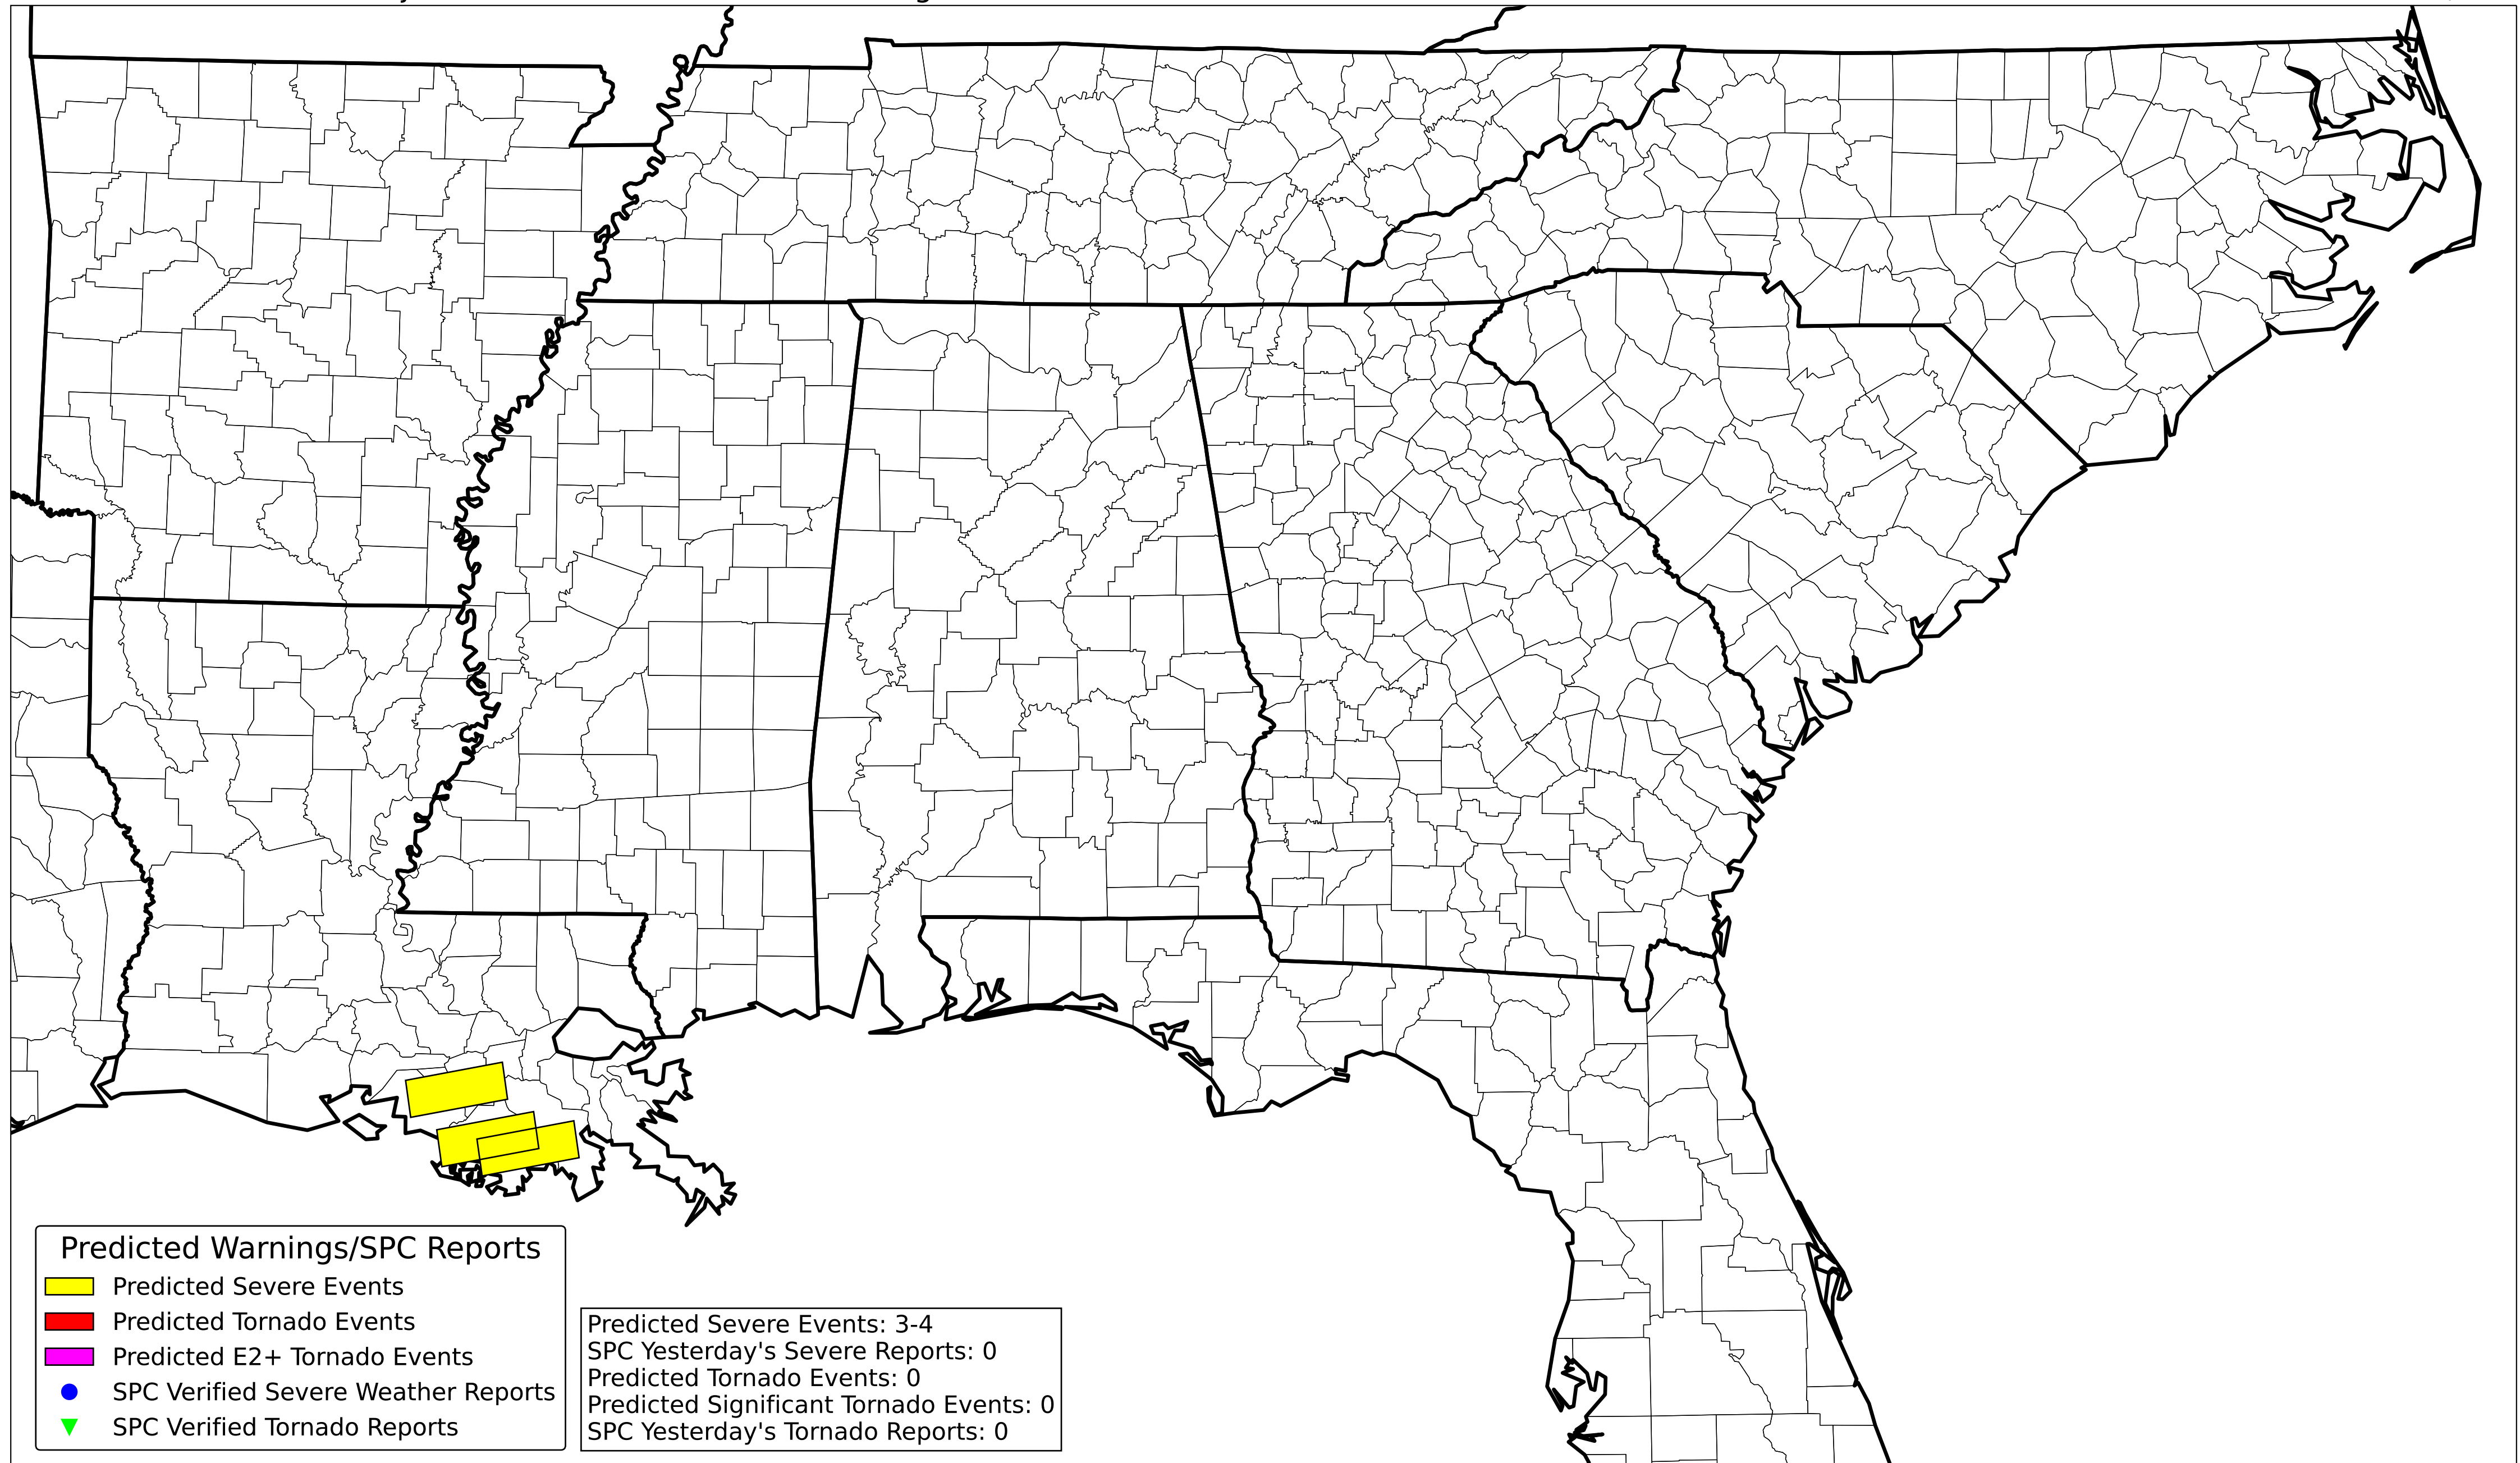 Predicted Warnings/SPC Reports
Predicted Severe Events
Predicted Tornado Events
Predicted E2+ Tornado Events
SPC Verified Severe Weather Reports
SPC Verified Tornado Reports
Predicted Severe Events: 3-4
SPC Yesterday's Severe Reports: 0
Predicted Tornado Events: 0
Predicted Significant Tornado Events: 0
SPC Yesterday's Tornado Reports: 0